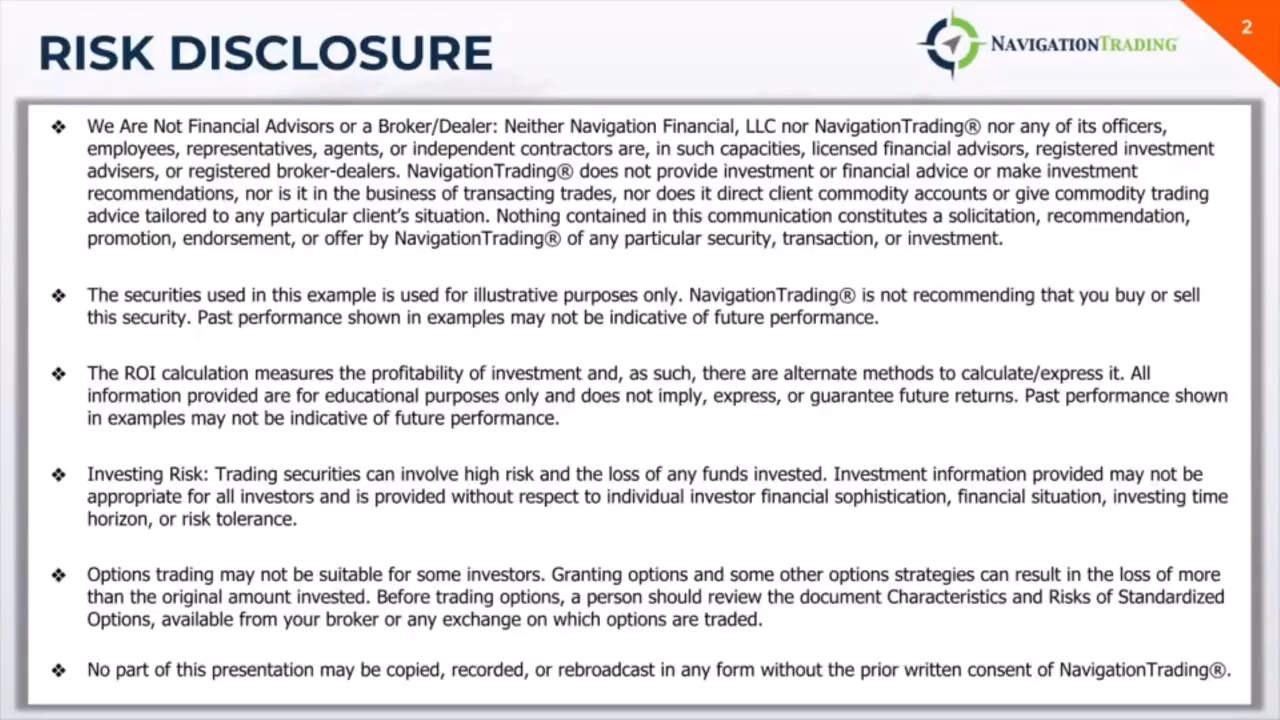 RISK DISCLOSURE
NAVIGATIONTRADING
2
❖ We Are Not Financial Advisors or a Broker/Dealer: Neither Navigation Financial, LLC nor NavigationTrading® nor any of its officers,
employees, representatives, agents, or independent contractors are, in such capacities, licensed financial advisors, registered investment
advisers, or registered broker-dealers. NavigationTrading® does not provide investment or financial advice or make investment
recommendations, nor is it in the business of transacting trades, nor does it direct client commodity accounts or give commodity trading
advice tailored to any particular client’s situation. Nothing contained in this communication constitutes a solicitation, recommendation,
promotion, endorsement, or offer by NavigationTrading® of any particular security, transaction, or investment.
❖ The securities used in this example is used for illustrative purposes only. NavigationTrading® is not recommending that you buy or sell
this security. Past performance shown in examples may not be indicative of future performance.
❖ The ROI calculation measures the profitability of investment and, as such, there are alternate methods to calculate/express it. All
information provided are for educational purposes only and does not imply, express, or guarantee future returns. Past performance shown
in examples may not be indicative of future performance.
❖ Investing Risk: Trading securities can involve high risk and the loss of any funds invested. Investment information provided may not be
appropriate for all investors and is provided without respect to individual investor financial sophistication, financial situation, investing time
horizon, or risk tolerance.
❖ Options trading may not be suitable for some investors. Granting options and some other options strategies can result in the loss of more
than the original amount invested. Before trading options, a person should review the document Characteristics and Risks of Standardized
Options, available from your broker or any exchange on which options are traded.
❖ No part of this presentation may be copied, recorded, or rebroadcast in any form without the prior written consent of NavigationTrading®.